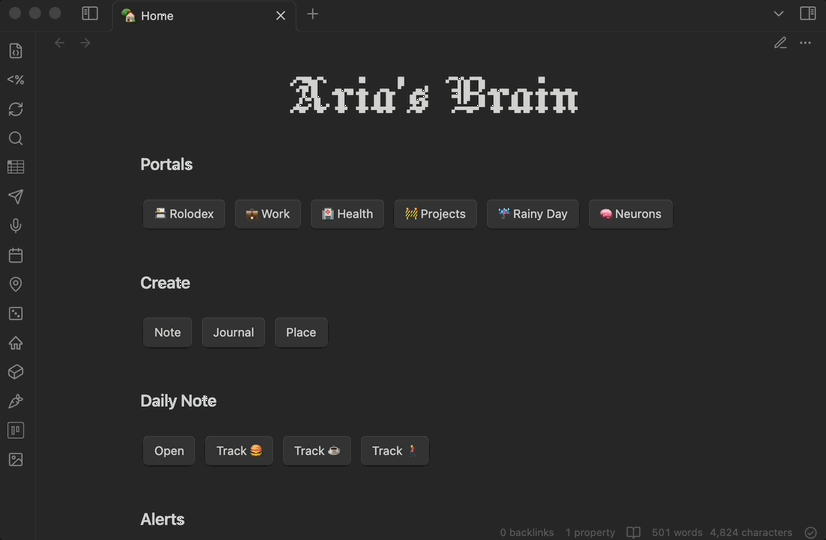 Home
<%
Aria's Brain
Portals
Rolodex Work Health Projects Rainy Day Neurons
Create
Note Journal Place
Daily Note
Open Track Track Track
Alerts
0 backlinks 1 property 501 words 4,824 characters